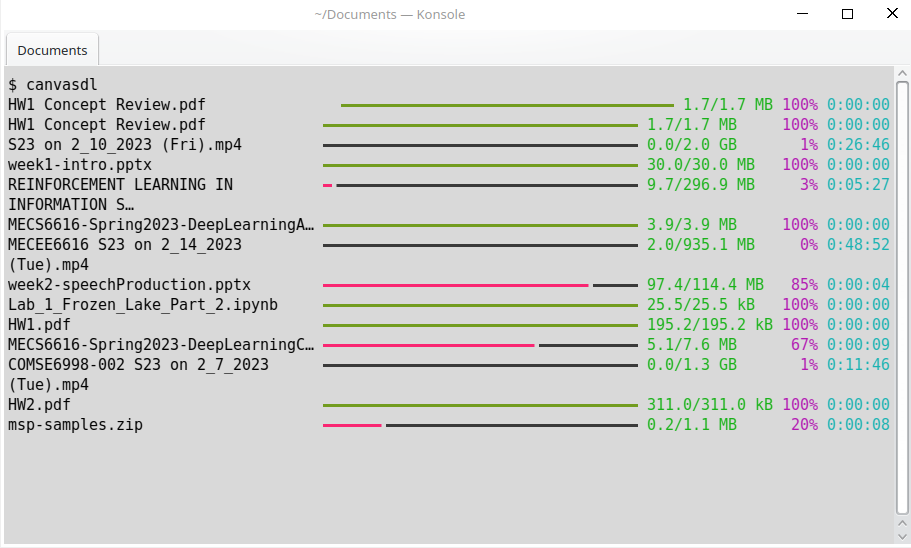 ~/Documents — Konsole
Documents
$ canvasdl
HW1 Concept Review.pdf 1.7/1.7 MB 100% 0:00:00
HW1 Concept Review.pdf 1.7/1.7 MB 100% 0:00:00
S23 on 2_10_2023 (Fri).mp4 0.0/2.0 GB 1% 0:26:46
week1-intro.pptx 30.0/30.0 MB 100% 0:00:00
REINFORCEMENT LEARNING IN 9.7/296.9 MB 3% 0:05:27
INFORMATION S…
MECS6616-Spring2023-DeepLearningA… 3.9/3.9 MB 100% 0:00:00
MECEE6616 S23 on 2_14_2023 2.0/935.1 MB 0% 0:48:52
(Tue).mp4
week2-speechProduction.pptx 97.4/114.4 MB 85% 0:00:04
Lab_1_Frozen_Lake_Part_2.ipynb 25.5/25.5 kB 100% 0:00:00
HW1.pdf 195.2/195.2 kB 100% 0:00:00
MECS6616-Spring2023-DeepLearningC… 5.1/7.6 MB 67% 0:00:09
COMSE6998-002 S23 on 2_7_2023 0.0/1.3 GB 1% 0:11:46
(Tue).mp4
HW2.pdf 311.0/311.0 kB 100% 0:00:00
msp-samples.zip 0.2/1.1 MB 20% 0:00:08